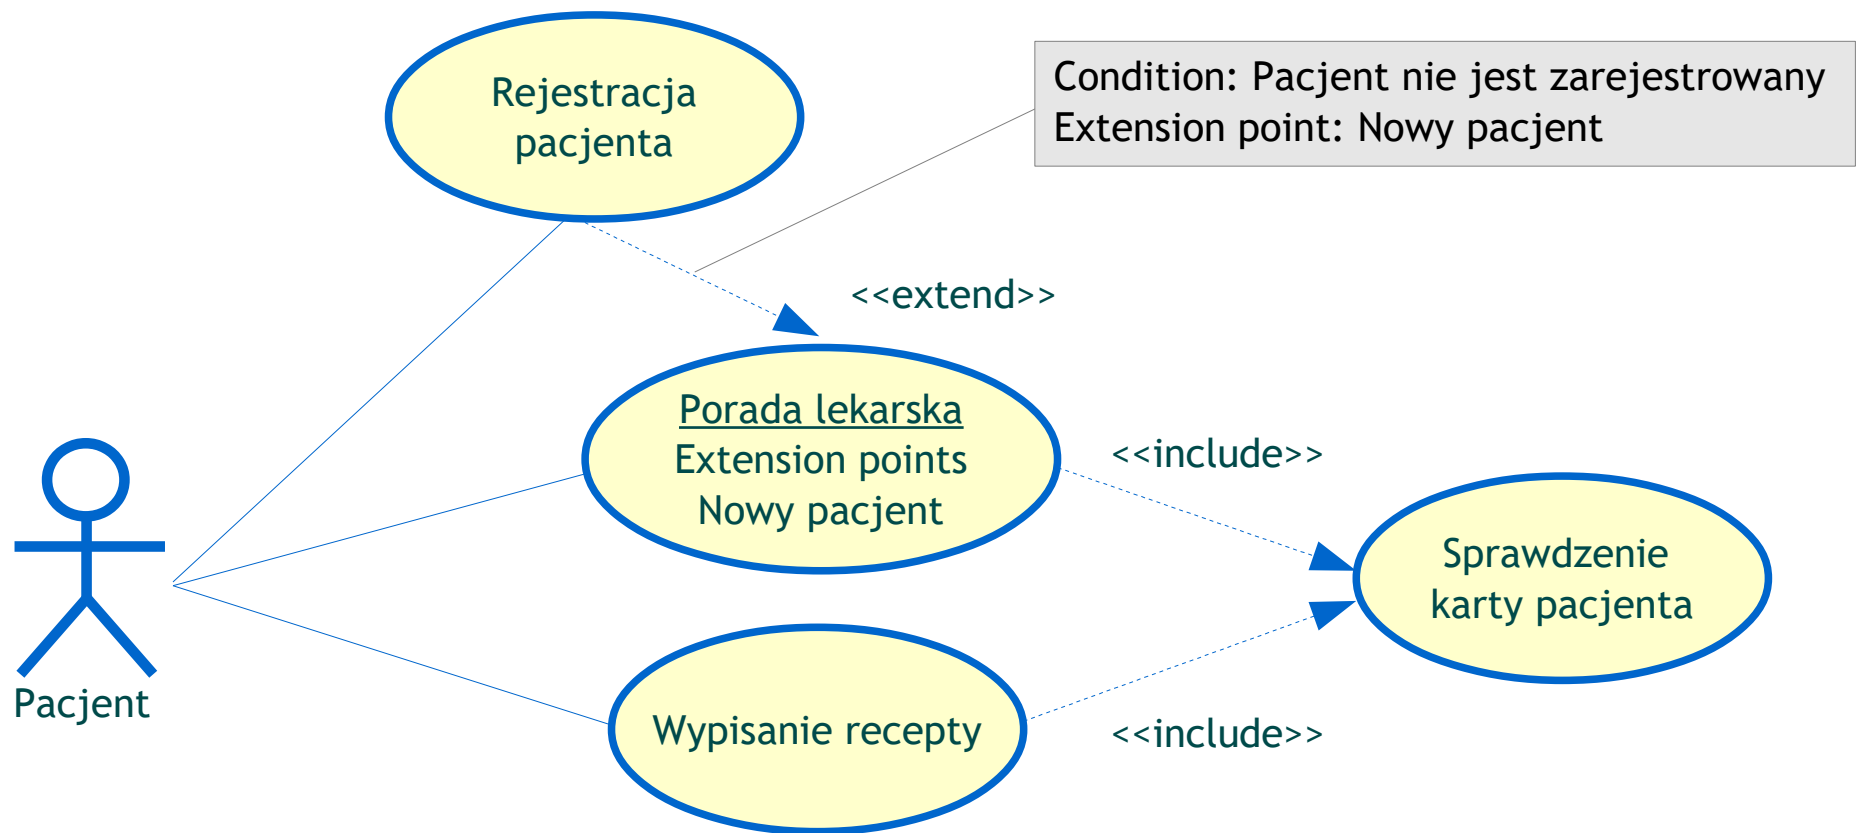 Rejestracja
pacjenta
Condition: Pacjent nie jest zarejestrowany
Extension point: Nowy pacjent
<<extend>>
Porada lekarska
Extension points
Nowy pacjent
<<include>>
Sprawdzenie
karty pacjenta
Pacjent
Wypisanie recepty
<<include>>